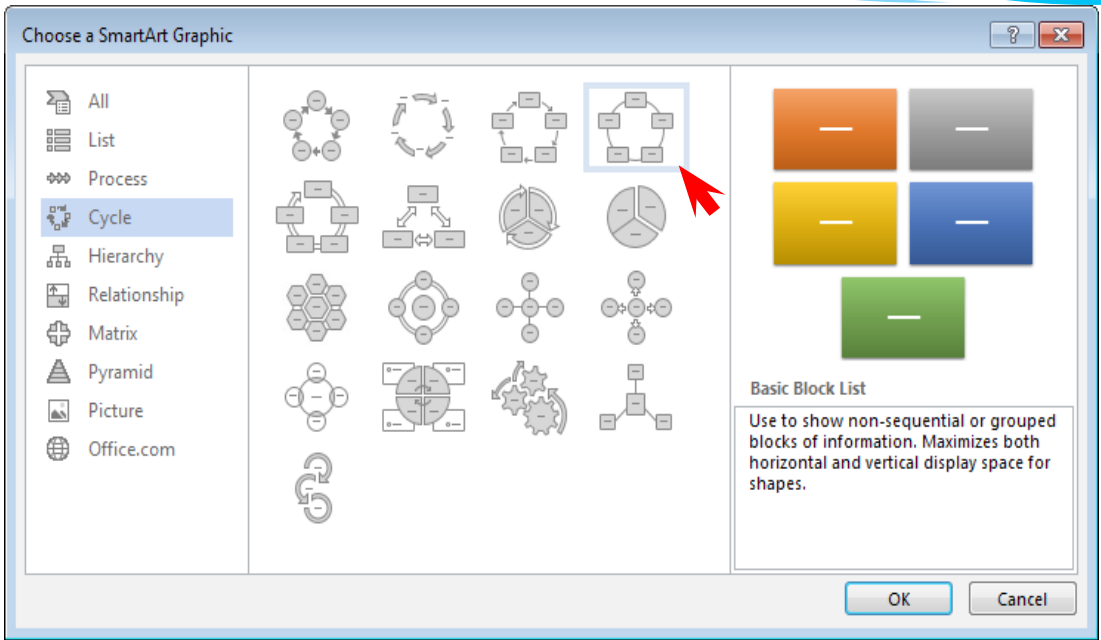 Choose a SmartArt Graphic
?
All
List
Process
Cycle
Hierarchy
Relationship
Matrix
Pyramid
Picture
Office.com
Basic Block List
Use to show non-sequential or grouped
blocks of information. Maximizes both
horizontal and vertical display space for
shapes.
OK
Cancel